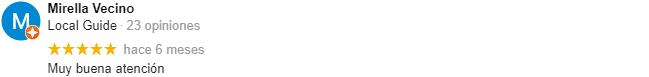 M
Mirella Vecino
Local Guide · 23 opiniones
★★★★★ hace 6 meses
Muy buena atención